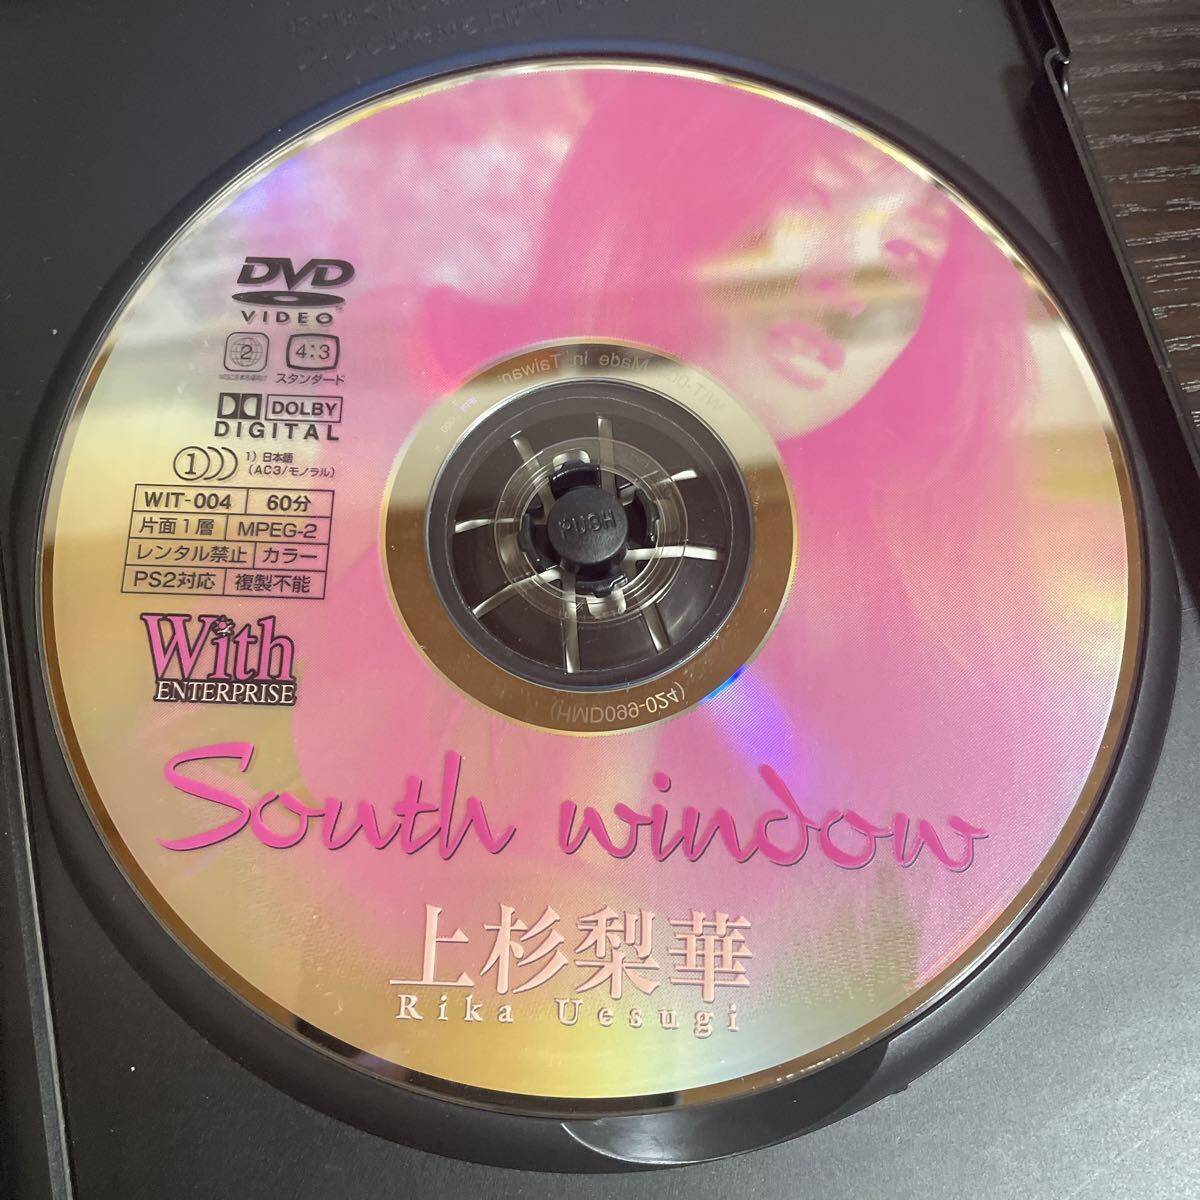 DVD
VIDEO
2
4:3
スタンダード
DOLBY
DIGITAL
1
1) 日本語
(AC3/モノラル)
WIT-004 60分
片面1層 MPEG-2
レンタル禁止 カラー
PS2対応 複製不能
With
ENTERPRISE
Made in Taiwan
PUSH
(HMD099-024)
South window
上杉梨華
Rika Uesugi